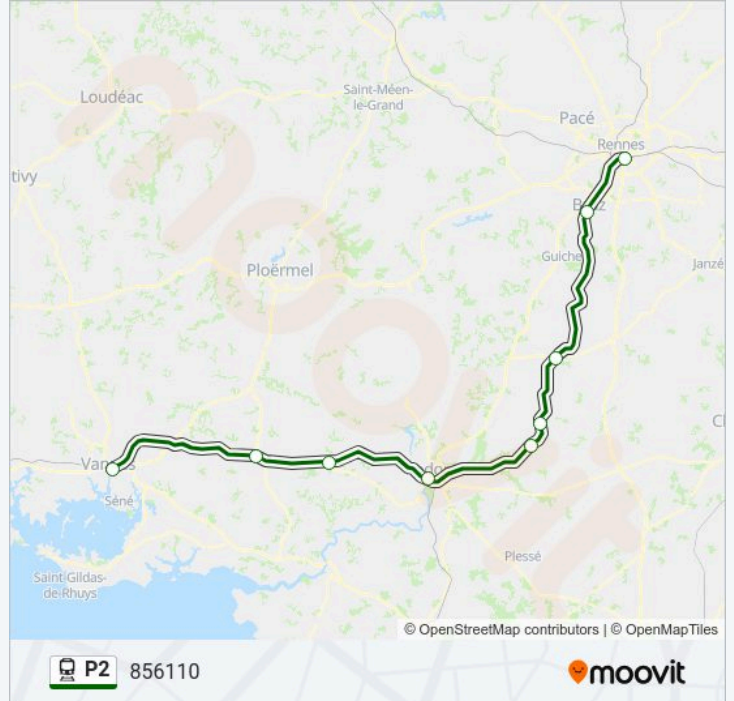 Loudéac
Saint-Méen-
le-Grand
Pacé
Rennes
tivy
Guiche
Janzé
Ploërmel
Séné
Plessé
Saint-Gildas-
de-Rhuys
© OpenStreetMap contributors | © OpenMapTiles
P2 856110
moovit